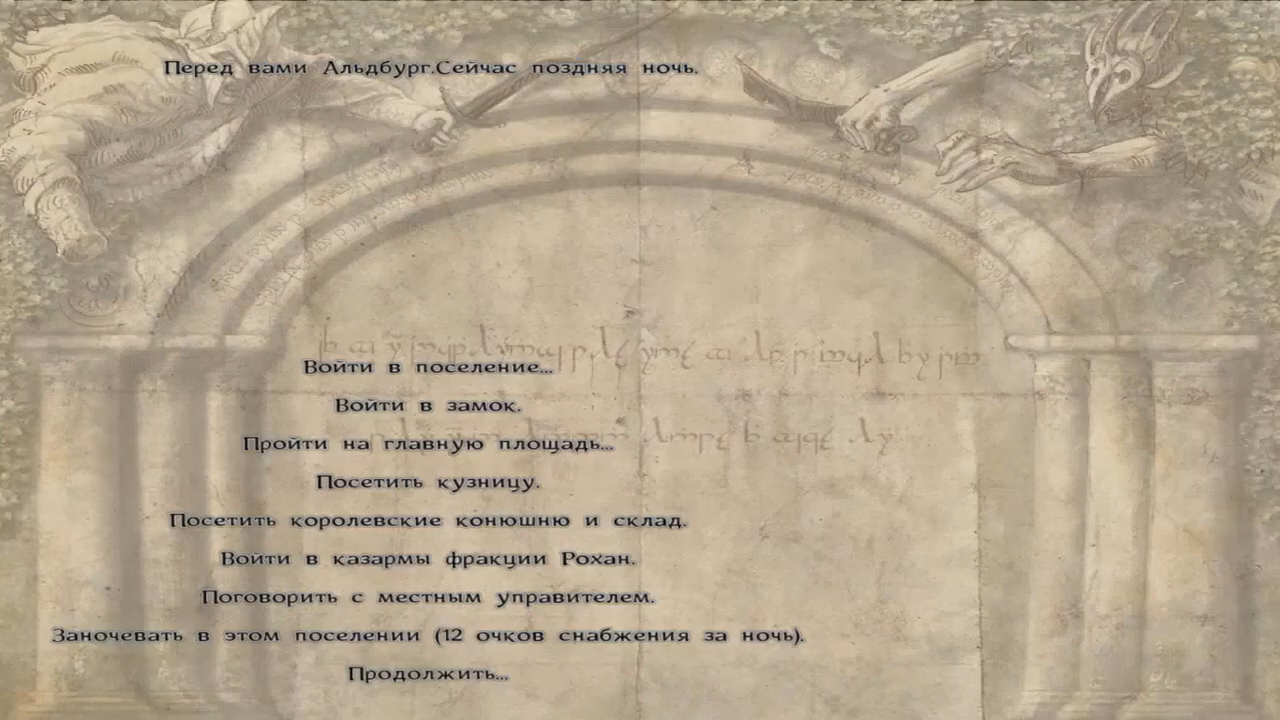 Перед вами Альдбург.Сейчас поздняя ночь.
Войти в поселение...
Войти в замок.
Пройти на главную площадь...
Посетить кузницу.
Посетить королевские конюшню и склад.
Войти в казармы фракции Рохан.
Поговорить с местным управителем.
Заночевать в этом поселении (12 очков снабжения за ночь).
Продолжить...